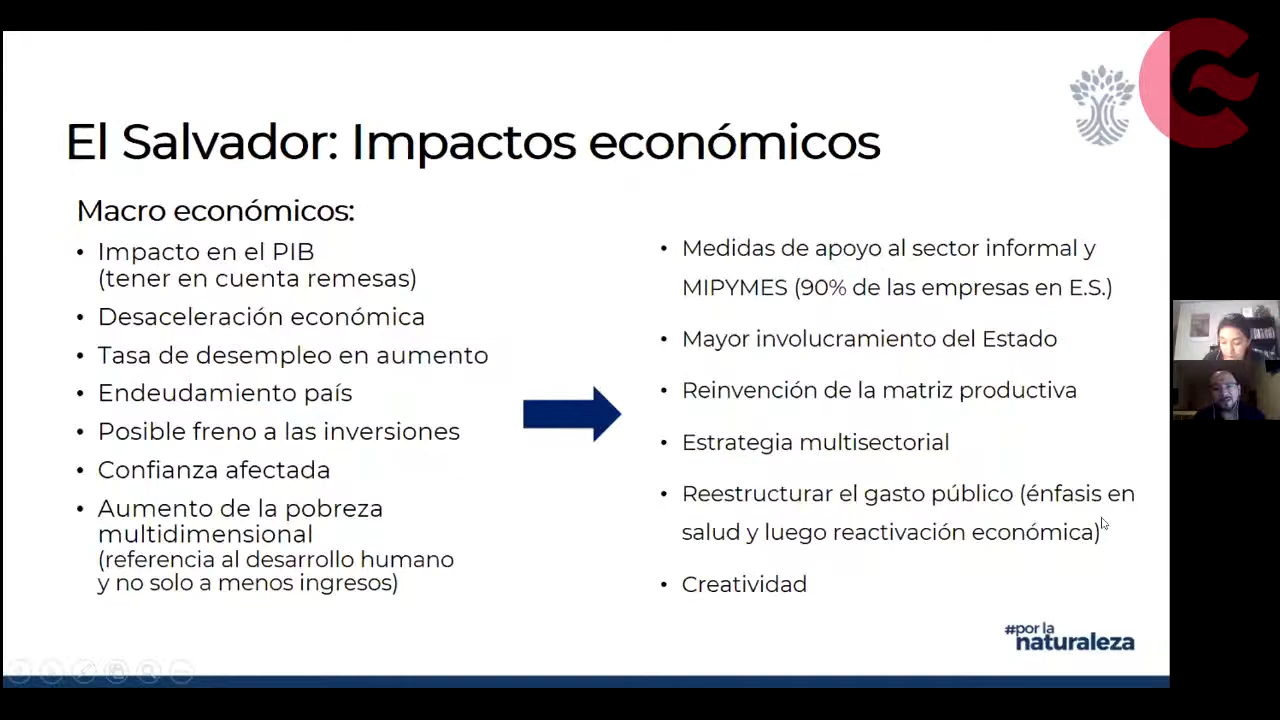 El Salvador: Impactos económicos
Macro económicos:
• Impacto en el PIB
(tener en cuenta remesas)
• Desaceleración económica
• Tasa de desempleo en aumento
• Endeudamiento país
• Posible freno a las inversiones
• Confianza afectada
• Aumento de la pobreza
multidimensional
(referencia al desarrollo humano
y no solo a menos ingresos)
• Medidas de apoyo al sector informal y
MIPYMES (90% de las empresas en E.S.)
• Mayor involucramiento del Estado
• Reinvención de la matriz productiva
• Estrategia multisectorial
• Reestructurar el gasto público (énfasis en
salud y luego reactivación económica)
• Creatividad
#por la
naturaleza